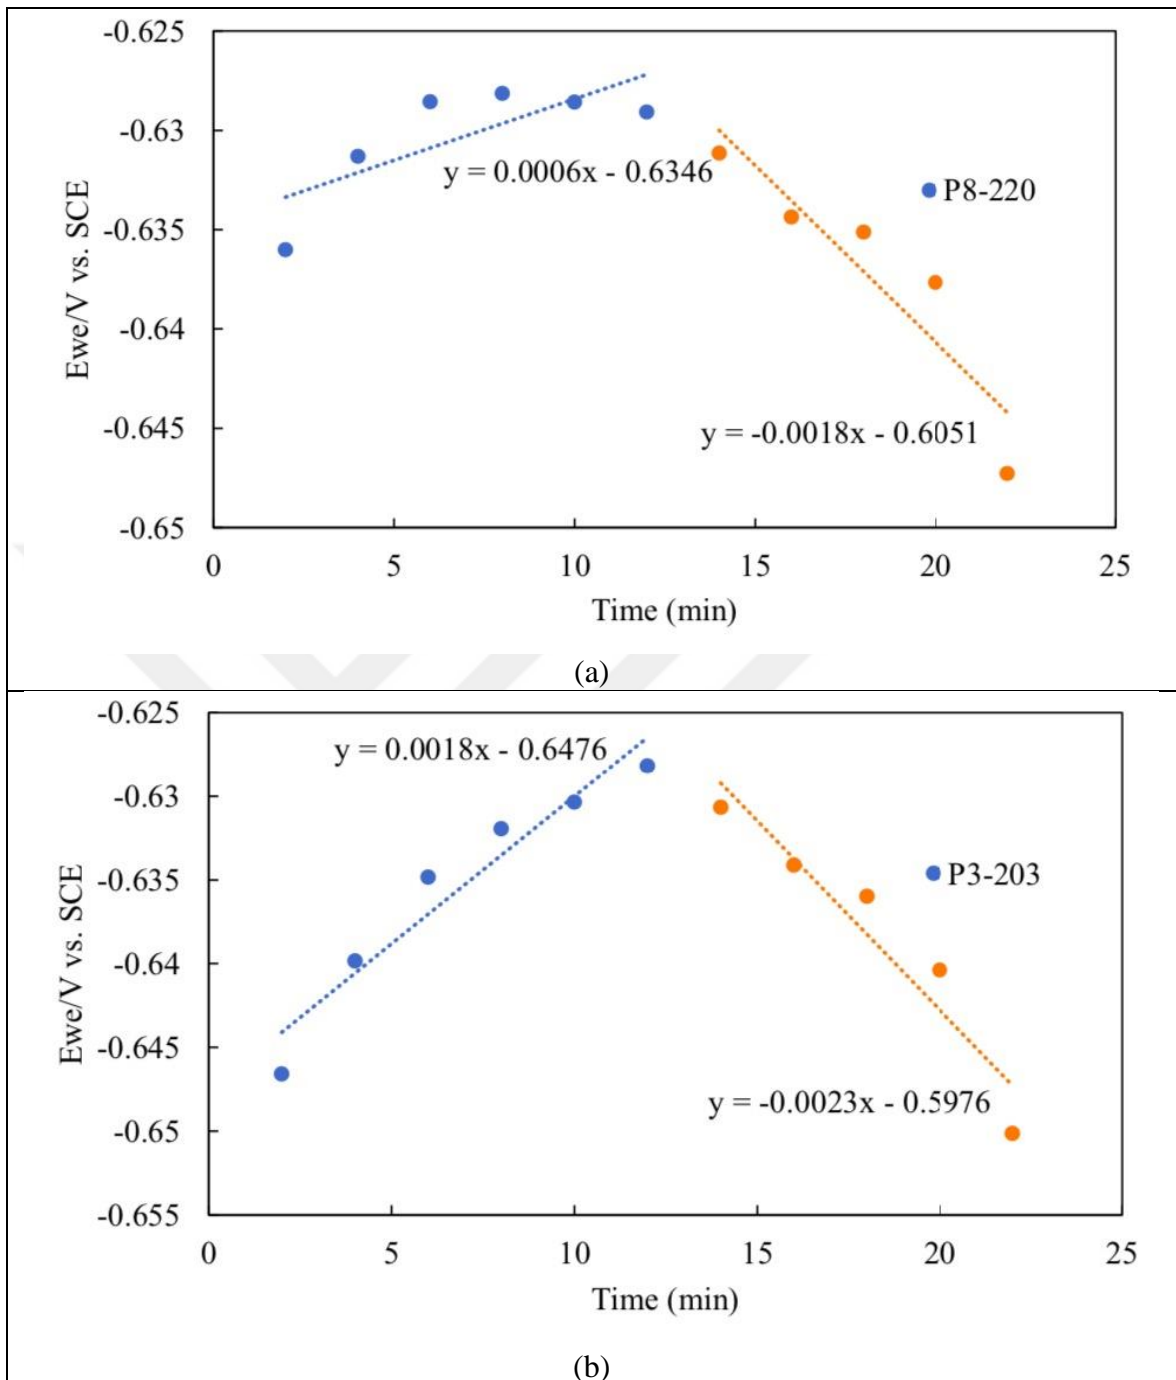 -0.625
-0.63
-0.635
-0.64
-0.645
-0.65
Ewe/V vs. SCE
y = 0.0006x - 0.6346
P8-220
y = -0.0018x - 0.6051
0 5 10 15 20 25
Time (min)
(a)
-0.625
-0.63
-0.635
-0.64
-0.645
-0.65
-0.655
Ewe/V vs. SCE
y = 0.0018x - 0.6476
P3-203
y = -0.0023x - 0.5976
0 5 10 15 20 25
Time (min)
(b)